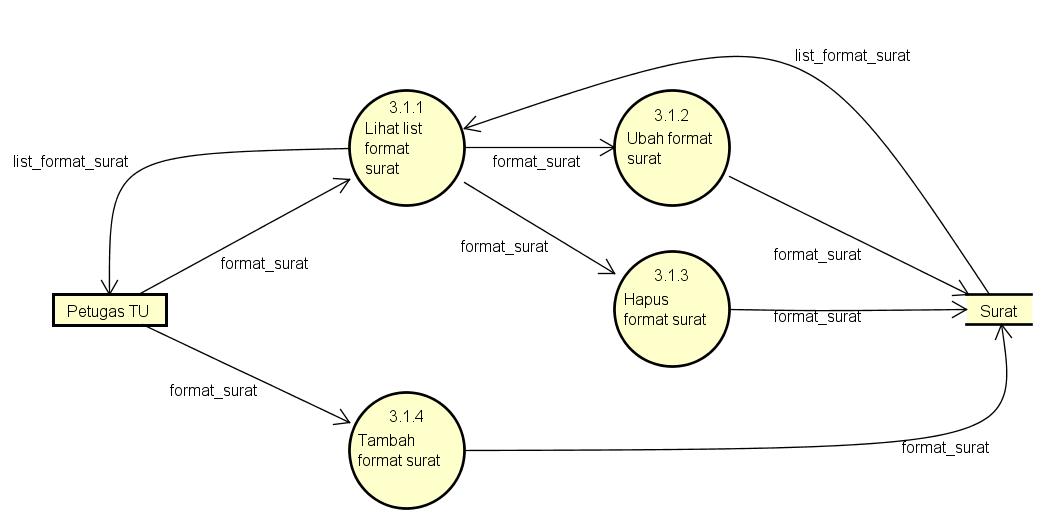 list_format_surat
3.1.1
Lihat list
format
surat
3.1.2
Ubah format
surat
list_format_surat
format_surat
format_surat
format_surat
format_surat
3.1.3
Hapus
format surat
Petugas TU
Surat
format_surat
format_surat
3.1.4
Tambah
format surat
format_surat